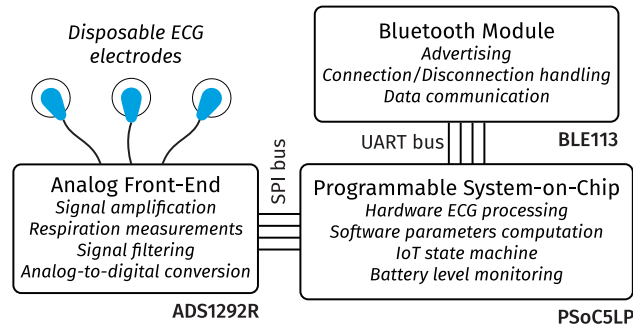 Disposable ECG
electrodes
Bluetooth Module
Advertising
Connection/Disconnection handling
Data communication
BLE113
UART bus
SPI bus
Analog Front-End
Signal amplification
Respiration measurements
Signal filtering
Analog-to-digital conversion
ADS1292R
Programmable System-on-Chip
Hardware ECG processing
Software parameters computation
IoT state machine
Battery level monitoring
PSoC5LP